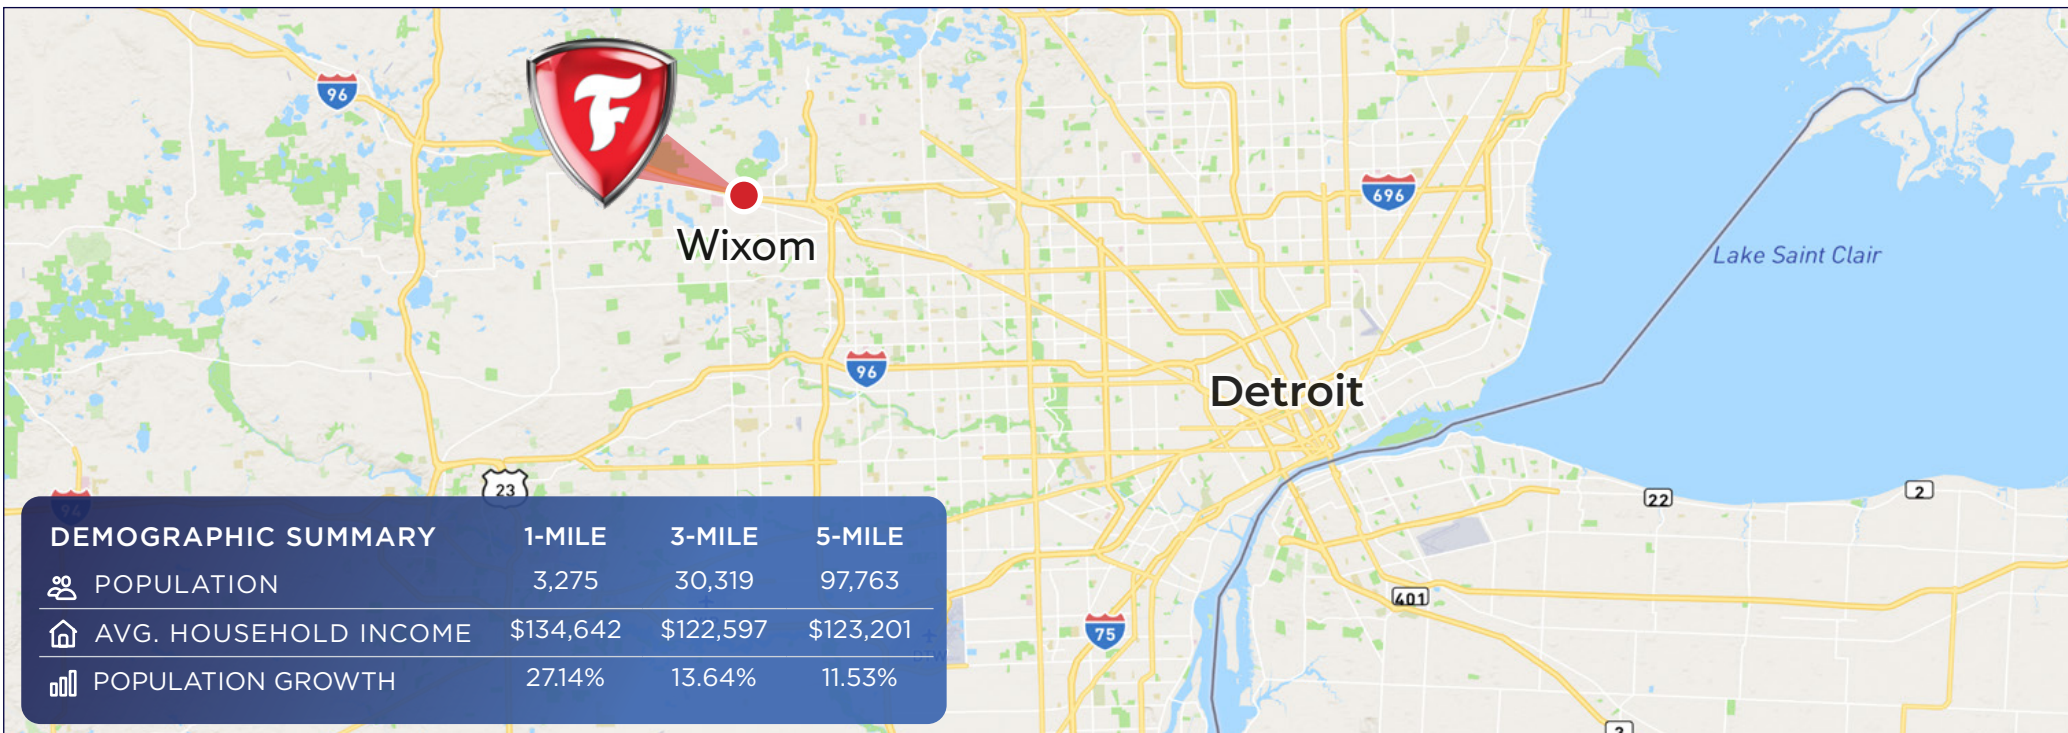 96
F
696
Wixom
Lake Saint Clair
96
Detroit
23
94
22
2
DEMOGRAPHIC SUMMARY 1-MILE 3-MILE 5-MILE
POPULATION 3,275 30,319 97,763
AVG. HOUSEHOLD INCOME $134,642 $122,597 $123,201
POPULATION GROWTH 27.14% 13.64% 11.53%
401
75
DTW